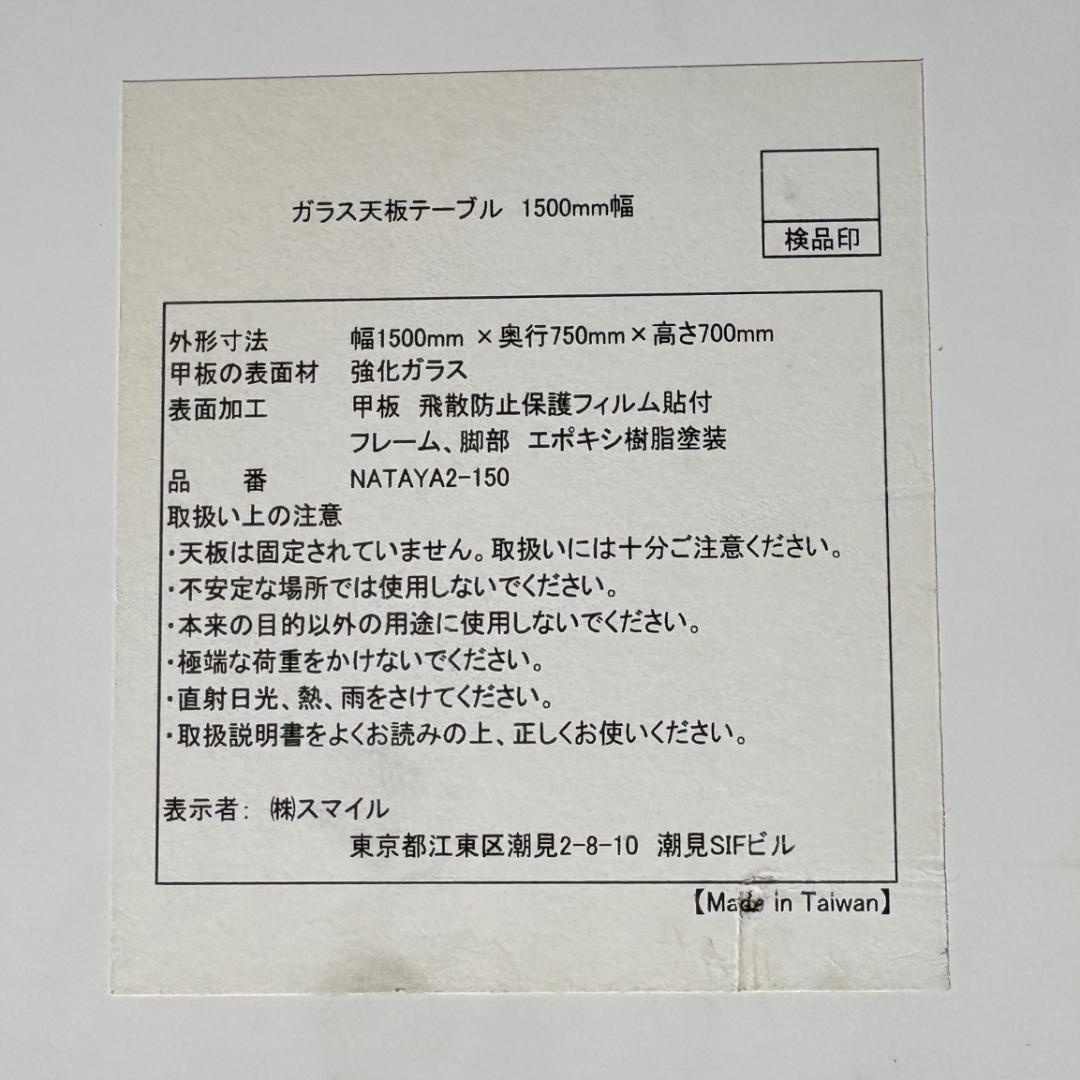 ガラス天板テーブル 1500mm幅
検品印
外形寸法 幅1500mm ×奥行750mm×高さ700mm
甲板の表面材 強化ガラス
表面加工 甲板 飛散防止保護フィルム貼付
フレーム、脚部 エポキシ樹脂塗装
品 番 NATAYA2-150
取扱い上の注意
・天板は固定されていません。取扱いには十分ご注意ください。
・不安定な場所では使用しないでください。
・本来の目的以外の用途に使用しないでください。
・極端な荷重をかけないでください。
・直射日光、熱、雨をさけてください。
・取扱説明書をよくお読みの上、正しくお使いください。
表示者: ㈱スマイル
東京都江東区潮見2-8-10 潮見SIFビル
【Made in Taiwan】